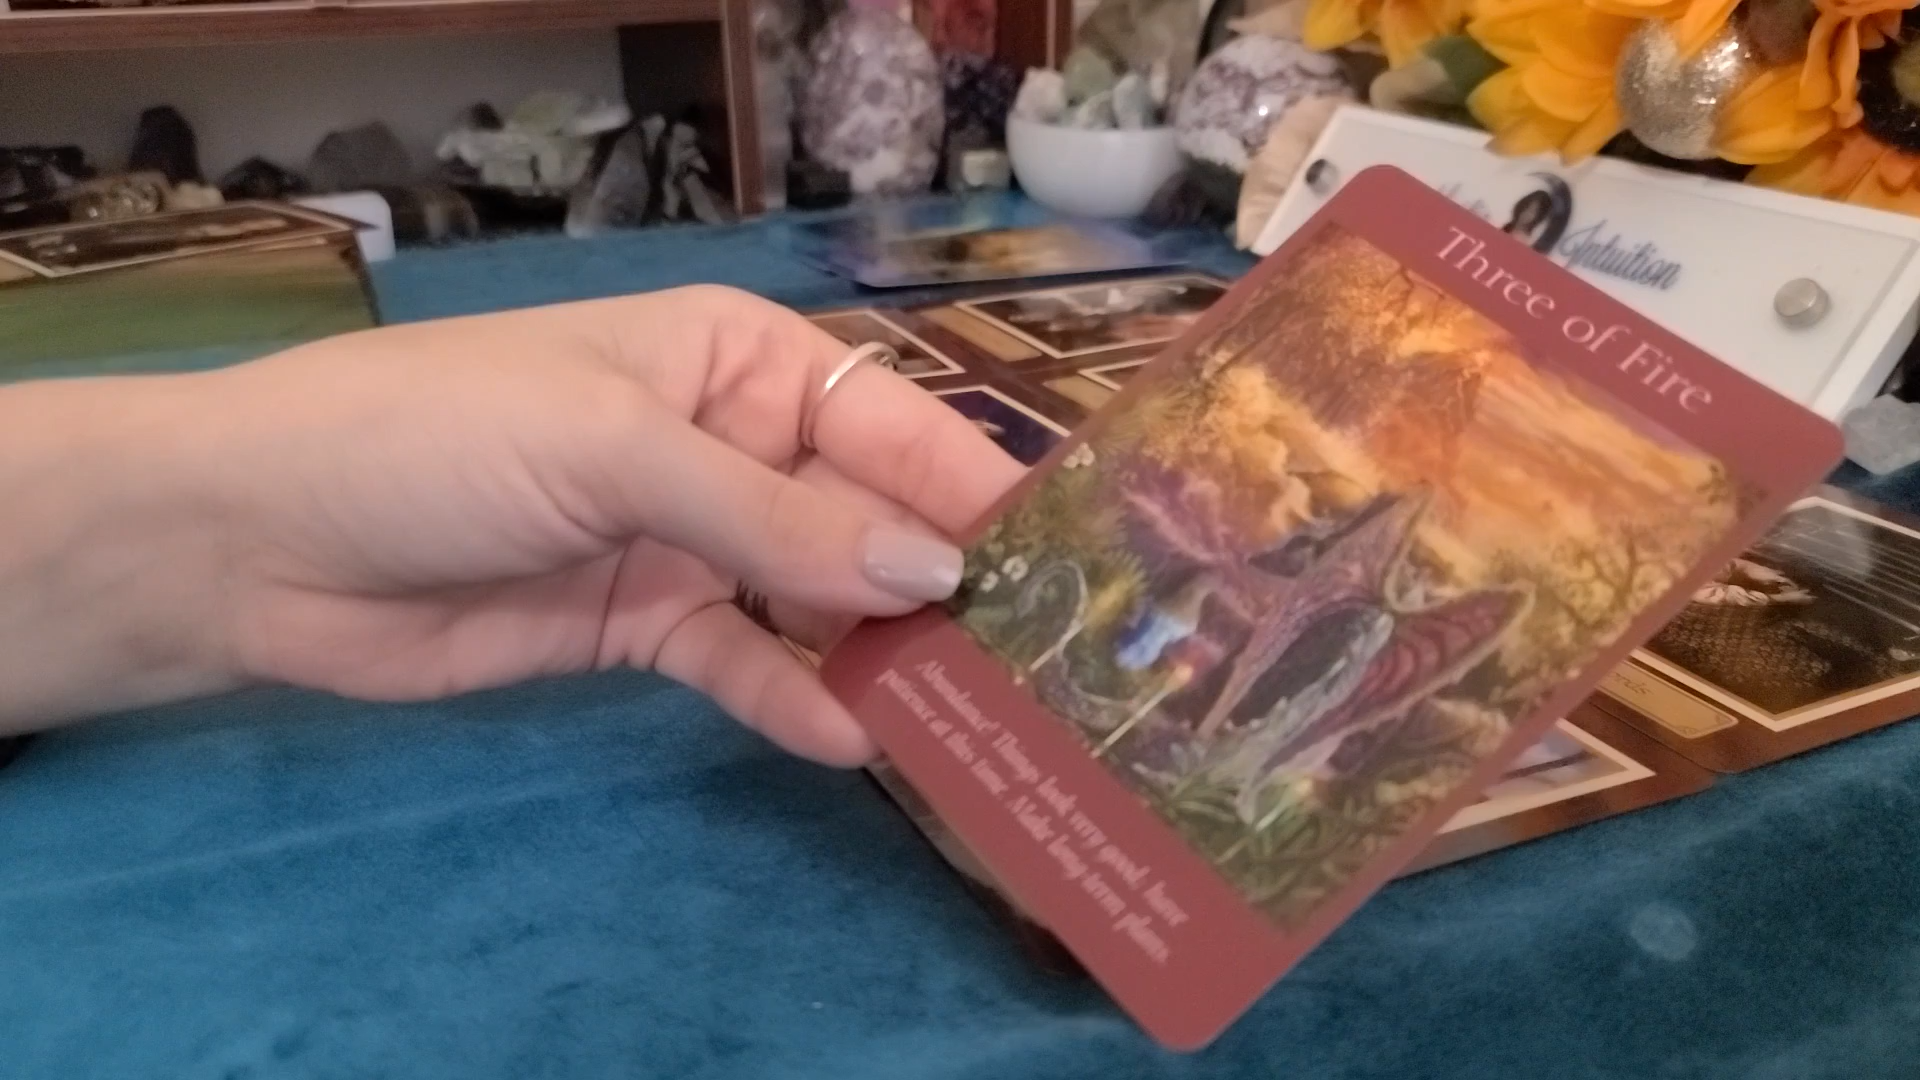 Intuition
Three of Fire
Abundance! Things look very good, have
patience at this time. Make long-term plans.